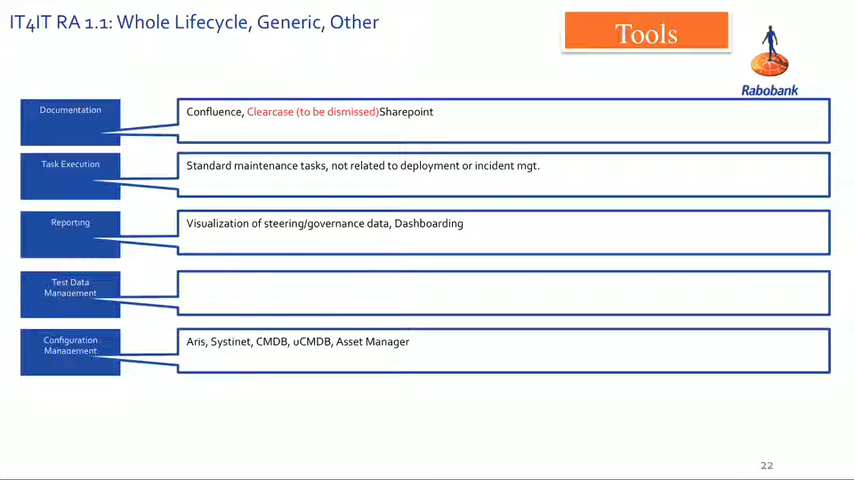 IT4IT RA 1.1: Whole Lifecycle, Generic, Other
Tools
Rabobank
Documentation
Confluence, Clearcase (to be dismissed)Sharepoint
Task Execution
Standard maintenance tasks, not related to deployment or incident mgt.
Reporting
Visualization of steering/governance data, Dashboarding
Test Data
Management
Configuration
Management
Aris, Systinet, CMDB, uCMDB, Asset Manager
22